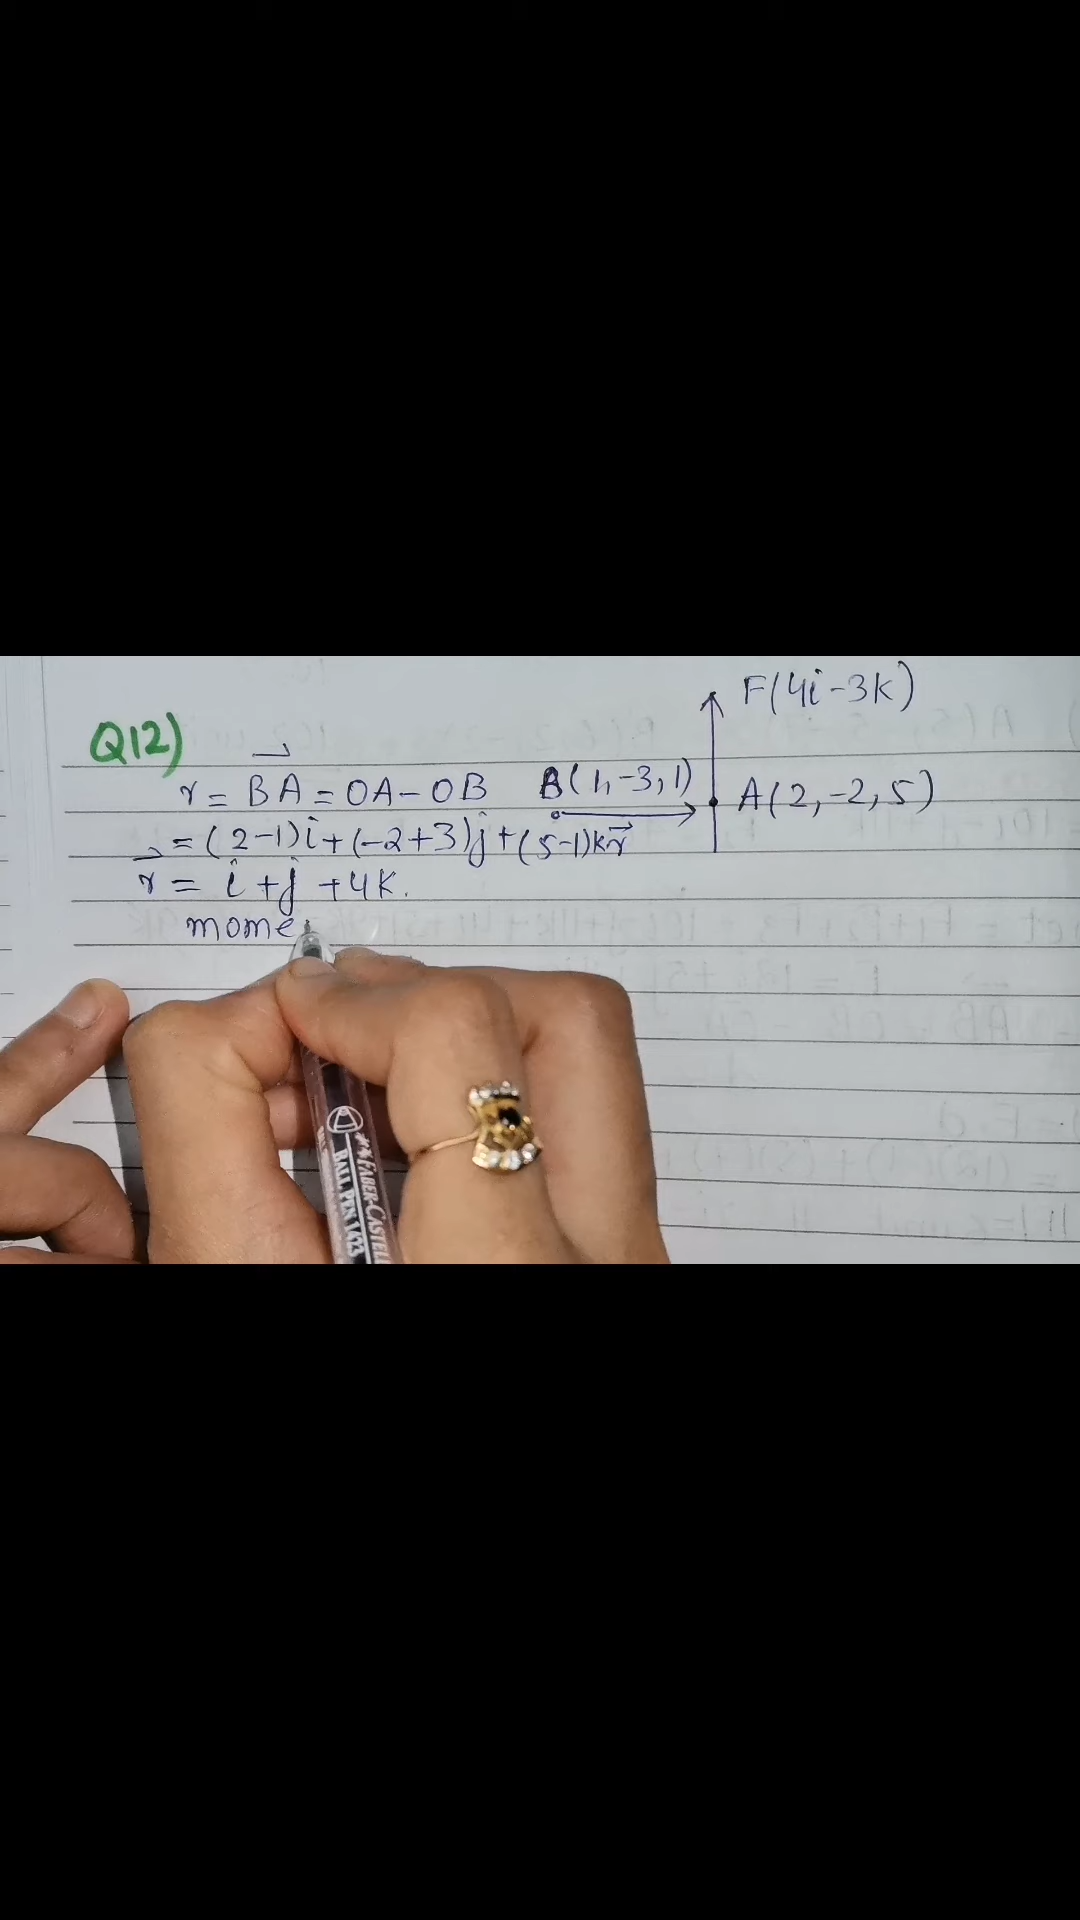 F(4i-3k)
Q12)
r = BA = OA - OB
B(1,-3,1)
A(2,-2,5)
= (2-1)i + (-2+3)j + (5-1)k
r
r = i + j + 4k.
mome
FABER-CASTELL
BALL PEN 1423